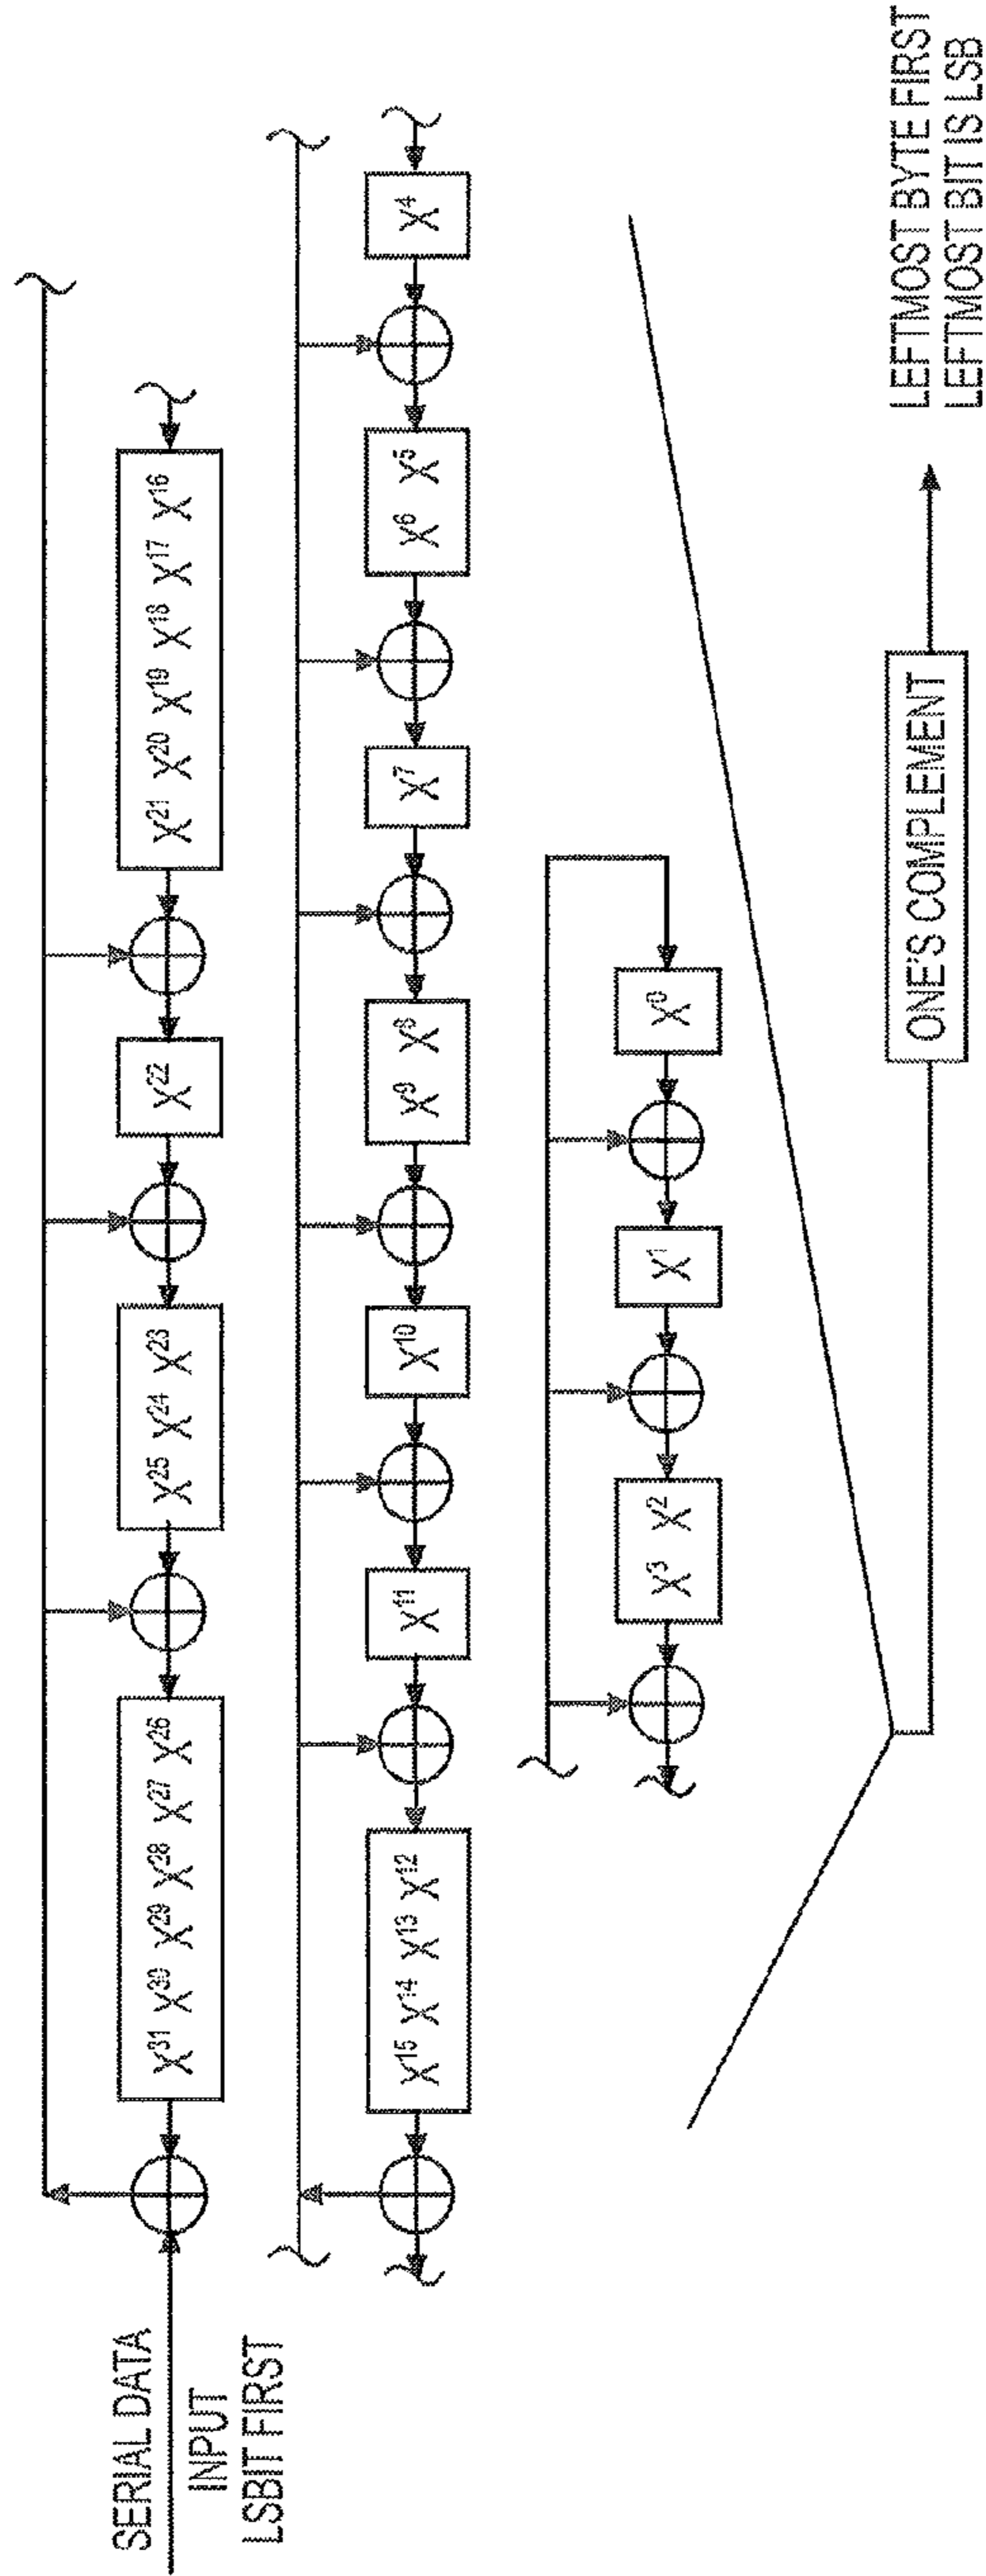 SERIAL DATA
INPUT
LSBIT FIRST
X³¹ X³⁰ X²⁹ X²⁸ X²⁷ X²⁶
X²⁵ X²⁴ X²³
X²²
X²¹ X²⁰ X¹⁹ X¹⁸ X¹⁷ X¹⁶
X¹⁵ X¹⁴ X¹³ X¹²
X¹¹
X¹⁰
X⁹ X⁸
X⁷
X⁶ X⁵
X⁴
X³ X²
X¹
X⁰
ONE'S COMPLEMENT
LEFTMOST BYTE FIRST
LEFTMOST BIT IS LSB